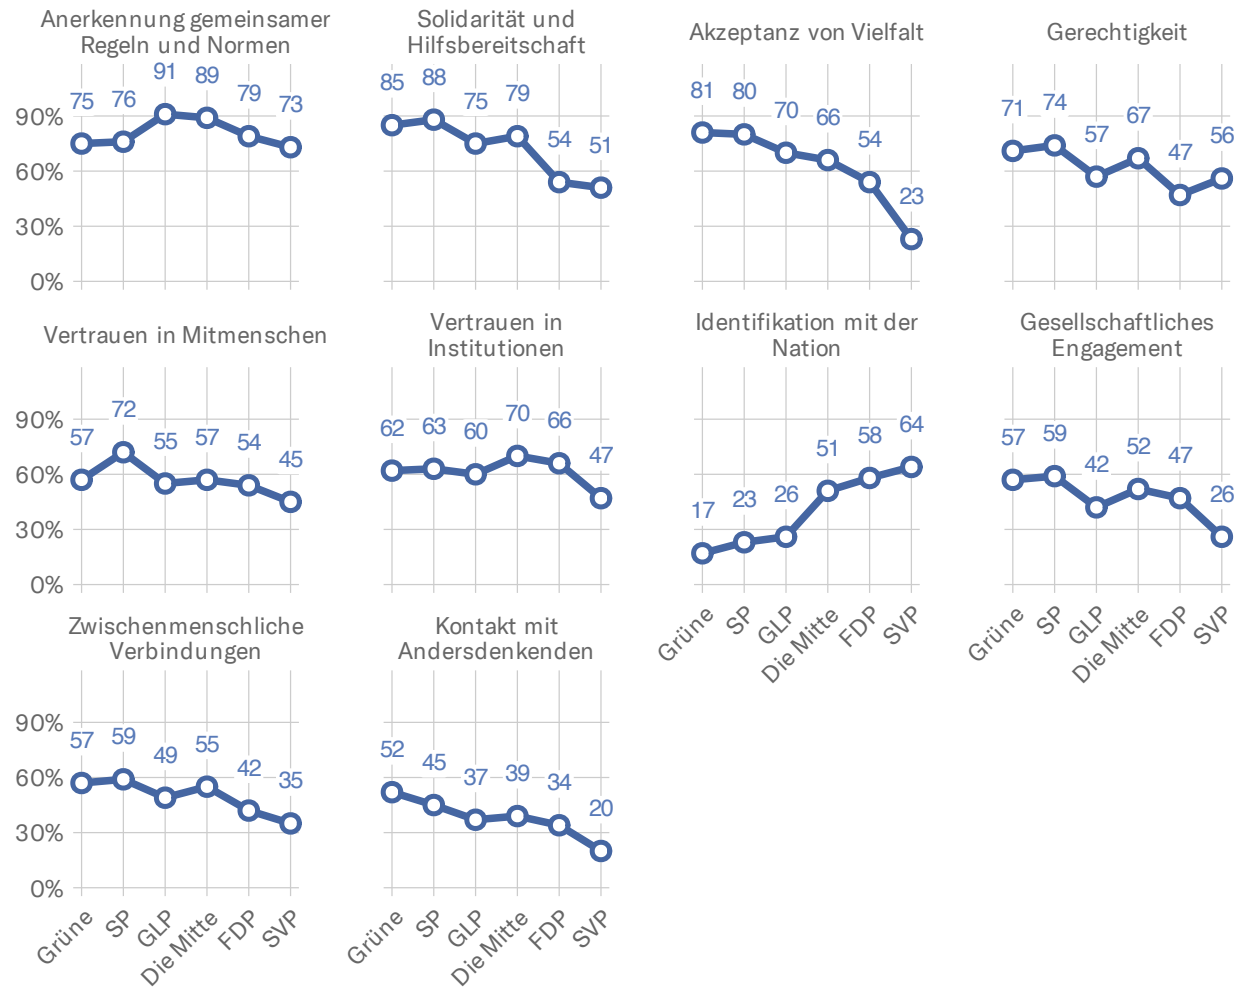 Anerkennung gemeinsamer
Regeln und Normen
75 76 91 89 79 73
90%
60%
30%
0%
Solidarität und
Hilfsbereitschaft
85 88 75 79 54 51
Akzeptanz von Vielfalt
81 80 70 66 54 23
Gerechtigkeit
71 74 57 67 47 56
Vertrauen in Mitmenschen
57 72 55 57 54 45
90%
60%
30%
0%
Vertrauen in
Institutionen
62 63 60 70 66 47
Identifikation mit der
Nation
17 23 26 51 58 64
Grüne SP GLP Die Mitte FDP SVP
Gesellschaftliches
Engagement
57 59 42 52 47 26
Grüne SP GLP Die Mitte FDP SVP
Zwischenmenschliche
Verbindungen
57 59 49 55 42 35
90%
60%
30%
0%
Grüne SP GLP Die Mitte FDP SVP
Kontakt mit
Andersdenkenden
52 45 37 39 34 20
Grüne SP GLP Die Mitte FDP SVP